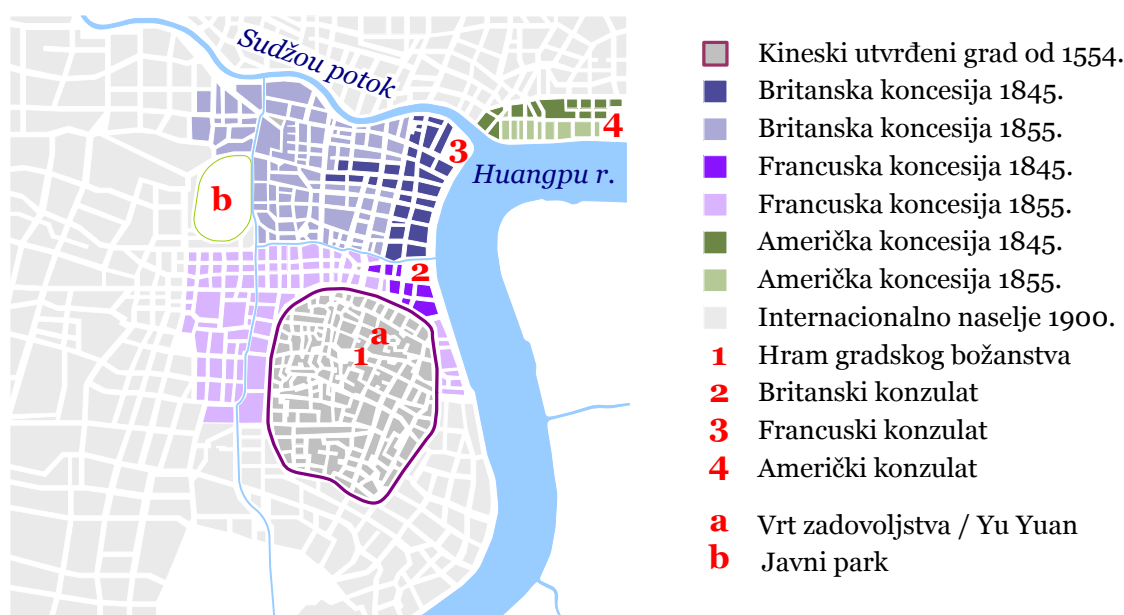 Sudžou potok
4
3
Huangpu r.
b
2
a
1
Kineski utvrđeni grad od 1554.
Britanska koncesija 1845.
Britanska koncesija 1855.
Francuska koncesija 1845.
Francuska koncesija 1855.
Američka koncesija 1845.
Američka koncesija 1855.
Internacionalno naselje 1900.
1 Hram gradskog božanstva
2 Britanski konzulat
3 Francuski konzulat
4 Američki konzulat
a Vrt zadovoljstva / Yu Yuan
b Javni park